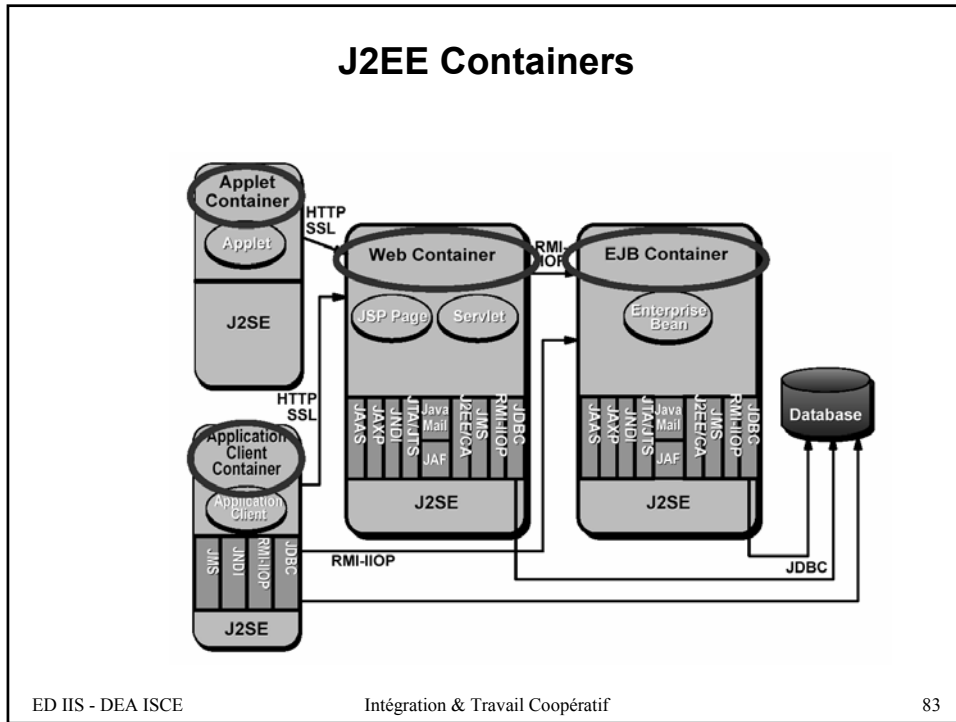 J2EE Containers
Applet
Container
Applet
J2SE
HTTP
SSL
Web Container
JSP Page
Servlet
JAAS
JAXP
JNDI
JTA/JTS
Java
Mail
JAF
J2EE/CA
JMS
RMI-IIOP
JDBC
J2SE
RMI-
IIOP
EJB Container
Enterprise
Bean
JAAS
JAXP
JNDI
JTA/JTS
Java
Mail
JAF
J2EE/CA
JMS
RMI-IIOP
JDBC
J2SE
Database
HTTP
SSL
Application
Client
Container
Application
Client
JMS
JNDI
RMI-IIOP
JDBC
J2SE
RMI-IIOP
JDBC
ED IIS - DEA ISCE
Intégration & Travail Coopératif
83